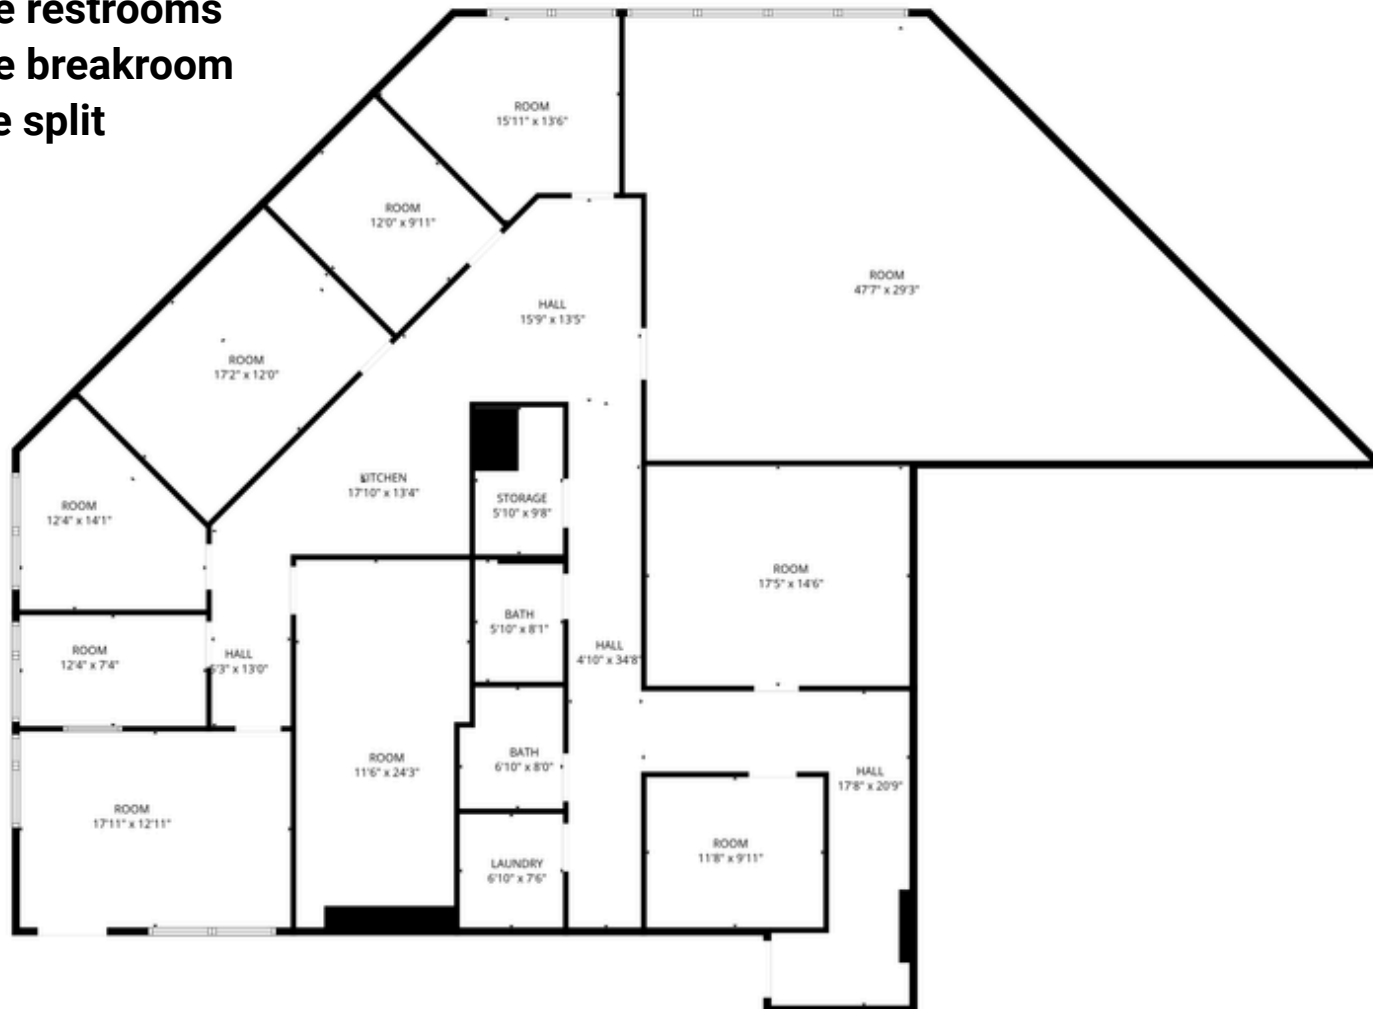 e restrooms
e breakroom
e split
ROOM
15'11" x 13'6"
ROOM
12'0" x 9'11"
ROOM
47'7" x 29'3"
HALL
15'9" x 13'5"
ROOM
17'2" x 12'0"
KITCHEN
17'10" x 13'4"
STORAGE
5'10" x 9'8"
ROOM
12'4" x 14'1"
ROOM
17'5" x 14'6"
BATH
5'10" x 8'1"
ROOM
12'4" x 7'4"
HALL
5'3" x 13'0"
HALL
4'10" x 34'8"
BATH
6'10" x 8'0"
ROOM
11'6" x 24'3"
HALL
17'8" x 20'9"
ROOM
17'11" x 12'11"
ROOM
11'8" x 9'11"
LAUNDRY
6'10" x 7'6"